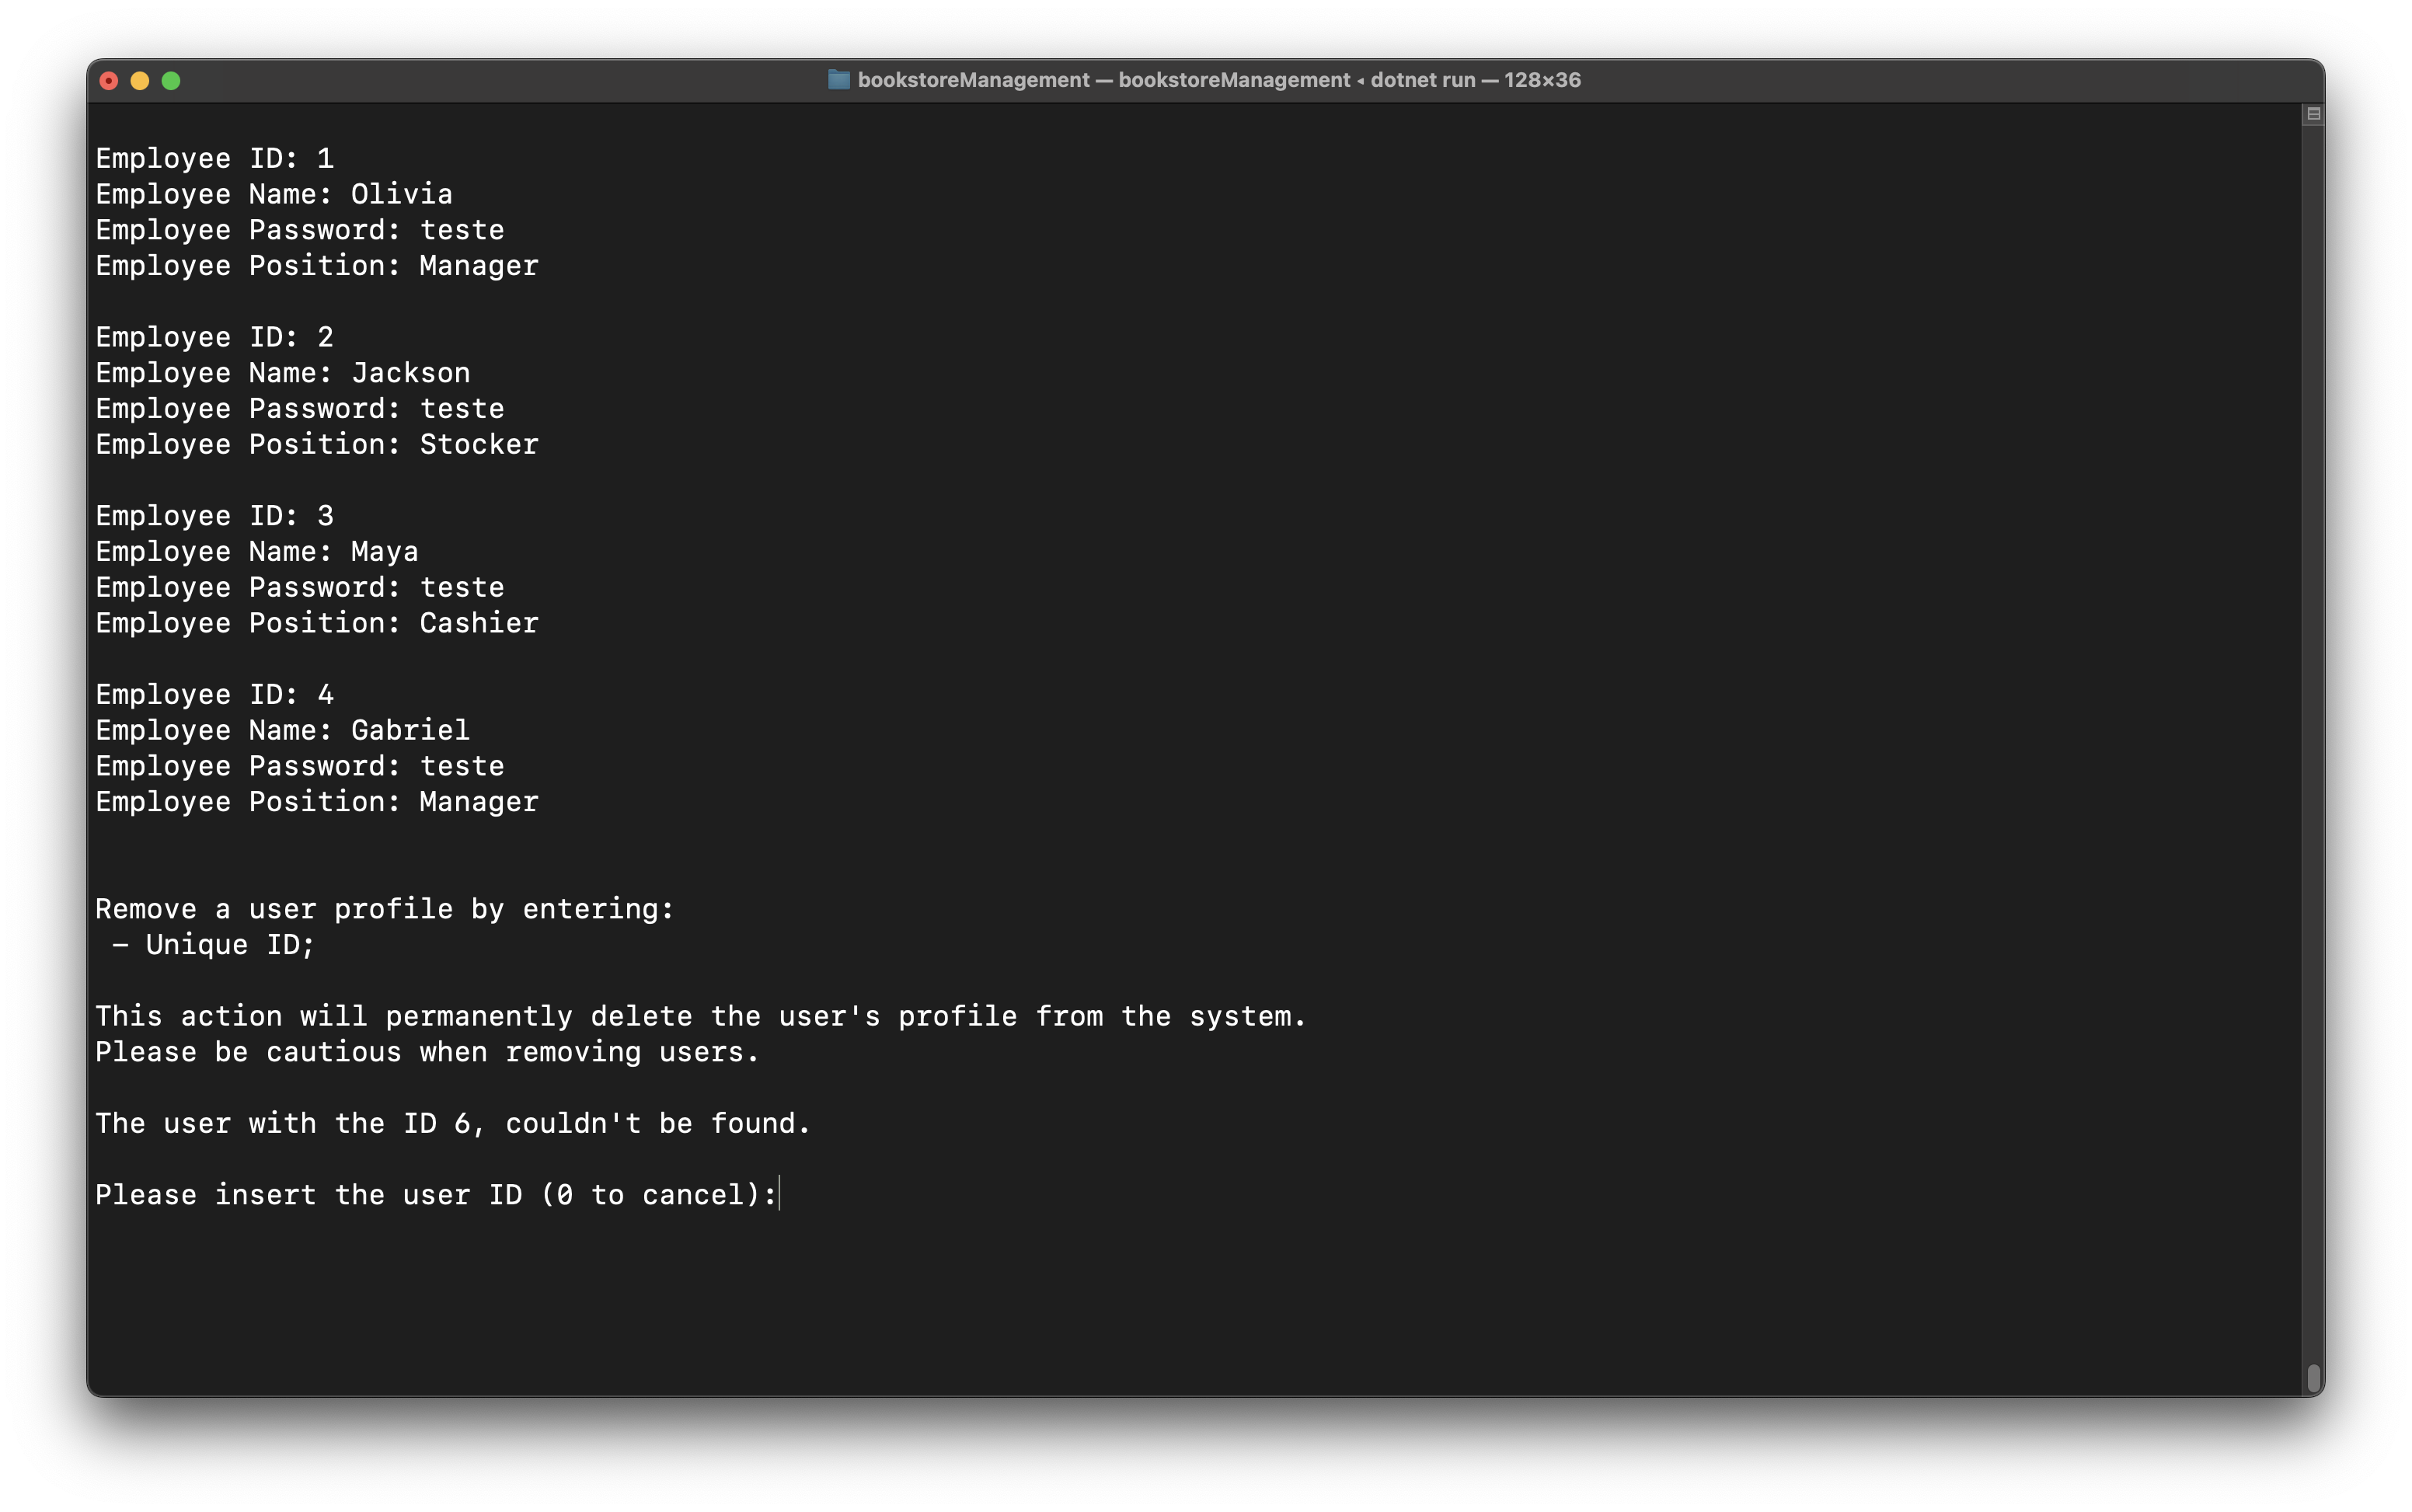 bookstoreManagement — bookstoreManagement ◂ dotnet run — 128×36
Employee ID: 1
Employee Name: Olivia
Employee Password: teste
Employee Position: Manager
Employee ID: 2
Employee Name: Jackson
Employee Password: teste
Employee Position: Stocker
Employee ID: 3
Employee Name: Maya
Employee Password: teste
Employee Position: Cashier
Employee ID: 4
Employee Name: Gabriel
Employee Password: teste
Employee Position: Manager
Remove a user profile by entering:
 - Unique ID;
This action will permanently delete the user's profile from the system.
Please be cautious when removing users.
The user with the ID 6, couldn't be found.
Please insert the user ID (0 to cancel):